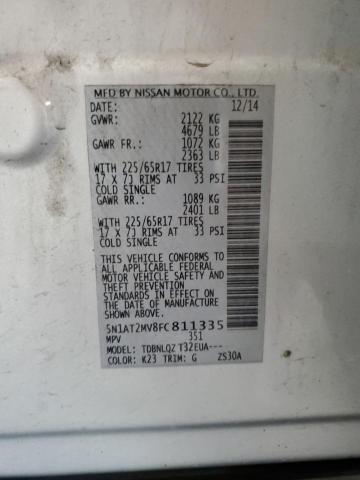 MFD BY NISSAN MOTOR CO., LTD.
DATE: 12/14
GVWR: 2122 KG
4679 LB
GAWR FR.: 1072 KG
2363 LB
WITH 225/65R17 TIRES
17 X 7J RIMS AT 33 PSI
COLD SINGLE
GAWR RR.: 1089 KG
2401 LB
WITH 225/65R17 TIRES
17 X 7J RIMS AT 33 PSI
COLD SINGLE
THIS VEHICLE CONFORMS TO
ALL APPLICABLE FEDERAL
MOTOR VEHICLE SAFETY AND
THEFT PREVENTION
STANDARDS IN EFFECT ON
THE DATE OF MANUFACTURE
SHOWN ABOVE.
5N1AT2MV8FC811335
MPV 351
MODEL: TDBNLQZ T32EUA---
COLOR: K23 TRIM: G ZS30A